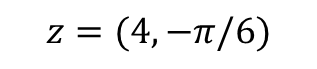 z = (4, −π/6)